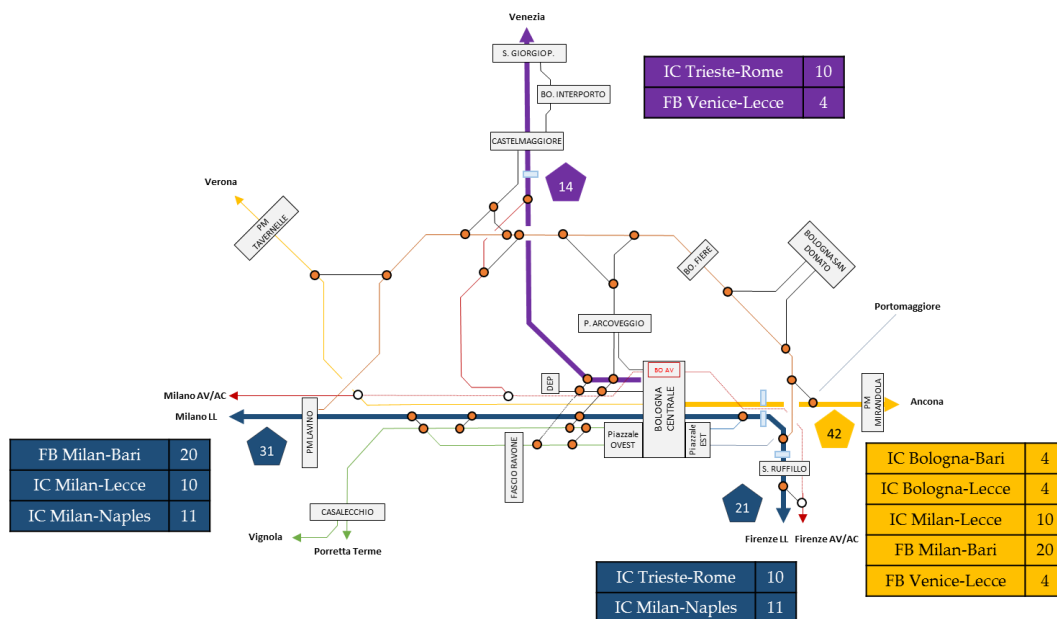 Venezia
S. GIORGIO P.
BO. INTERPORTO
IC Trieste-Rome 10
FB Venice-Lecce 4
CASTELMAGGIORE
14
Verona
PM TAVERNELLE
BO. FIERE
BOLOGNA SAN DONATO
Portomaggiore
P. ARCOVEGGIO
BO AV
DEP
BOLOGNA CENTRALE
Milano AV/AC
Milano LL
PM LAVINO
PM MIRANDOLA
Ancona
31
42
Piazzale OVEST
Piazzale EST
FASCIO RAVONE
S. RUFFILLO
FB Milan-Bari 20
IC Milan-Lecce 10
IC Milan-Naples 11
IC Bologna-Bari 4
IC Bologna-Lecce 4
IC Milan-Lecce 10
FB Milan-Bari 20
FB Venice-Lecce 4
21
CASALECCHIO
Vignola
Porretta Terme
Firenze LL
Firenze AV/AC
IC Trieste-Rome 10
IC Milan-Naples 11